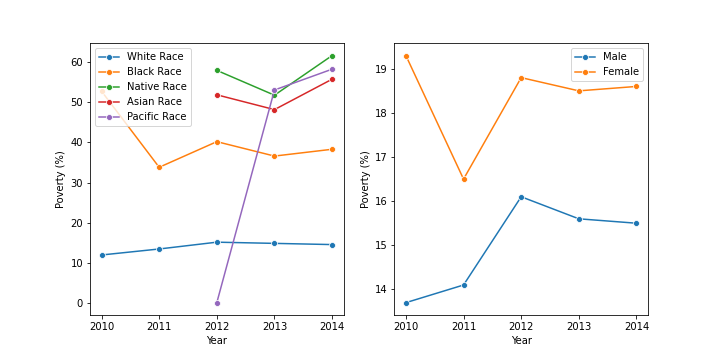 White Race
Black Race
Native Race
Asian Race
Pacific Race
60
50
40
30
20
10
0
Poverty (%)
2010 2011 2012 2013 2014
Year
Male
Female
19
18
17
16
15
14
Poverty (%)
2010 2011 2012 2013 2014
Year